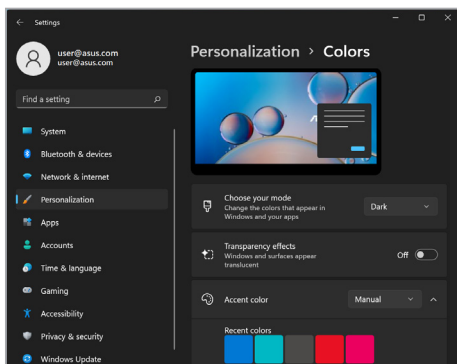 Settings
user@asus.com
user@asus.com
Find a setting
System
Bluetooth & devices
Network & internet
Personalization
Apps
Accounts
Time & language
Gaming
Accessibility
Privacy & security
Windows Update
Personalization > Colors
Choose your mode
Change the colors that appear in
Windows and your apps
Dark
Transparency effects
Windows and surfaces appear
translucent
Off
Accent color
Manual
Recent colors